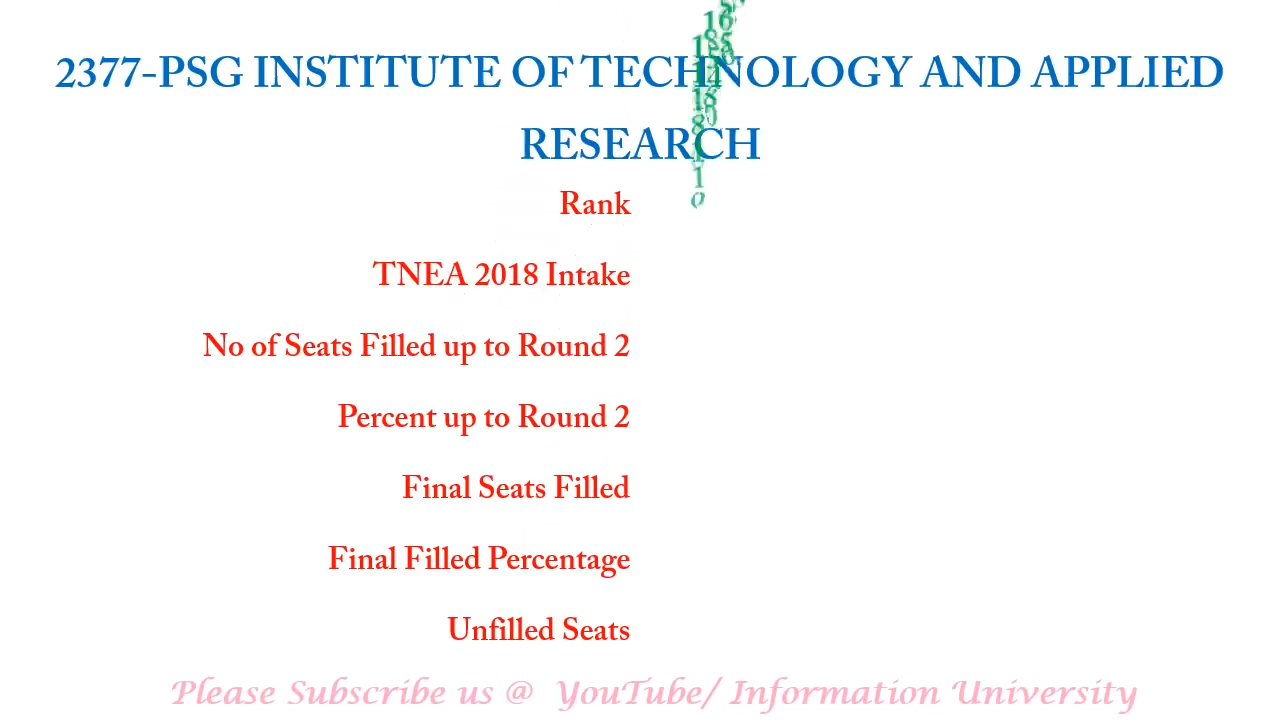 2377-PSG INSTITUTE OF TECHNOLOGY AND APPLIED
RESEARCH
Rank
TNEA 2018 Intake
No of Seats Filled up to Round 2
Percent up to Round 2
Final Seats Filled
Final Filled Percentage
Unfilled Seats
Please Subscribe us @ YouTube/ Information University